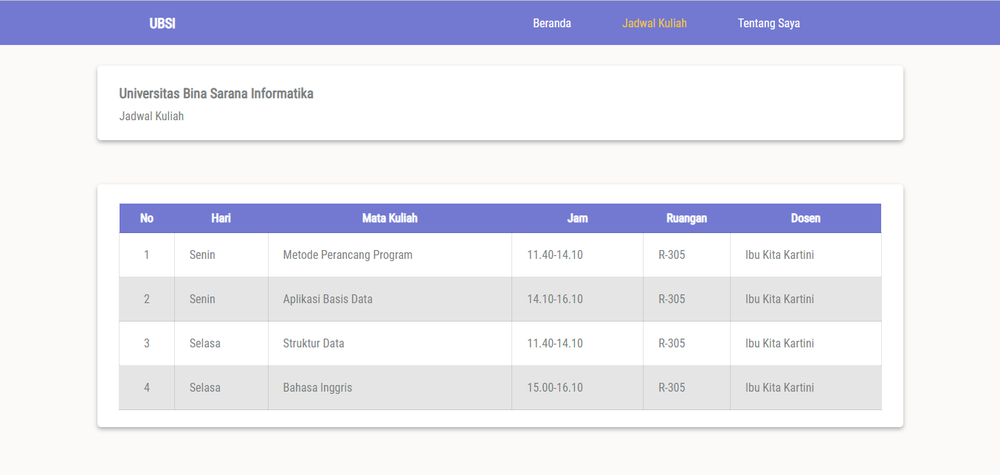 UBSI Beranda Jadwal Kuliah Tentang Saya
Universitas Bina Sarana Informatika
Jadwal Kuliah
No Hari Mata Kuliah Jam Ruangan Dosen
1 Senin Metode Perancang Program 11.40-14.10 R-305 Ibu Kita Kartini
2 Senin Aplikasi Basis Data 14.10-16.10 R-305 Ibu Kita Kartini
3 Selasa Struktur Data 11.40-14.10 R-305 Ibu Kita Kartini
4 Selasa Bahasa Inggris 15.00-16.10 R-305 Ibu Kita Kartini